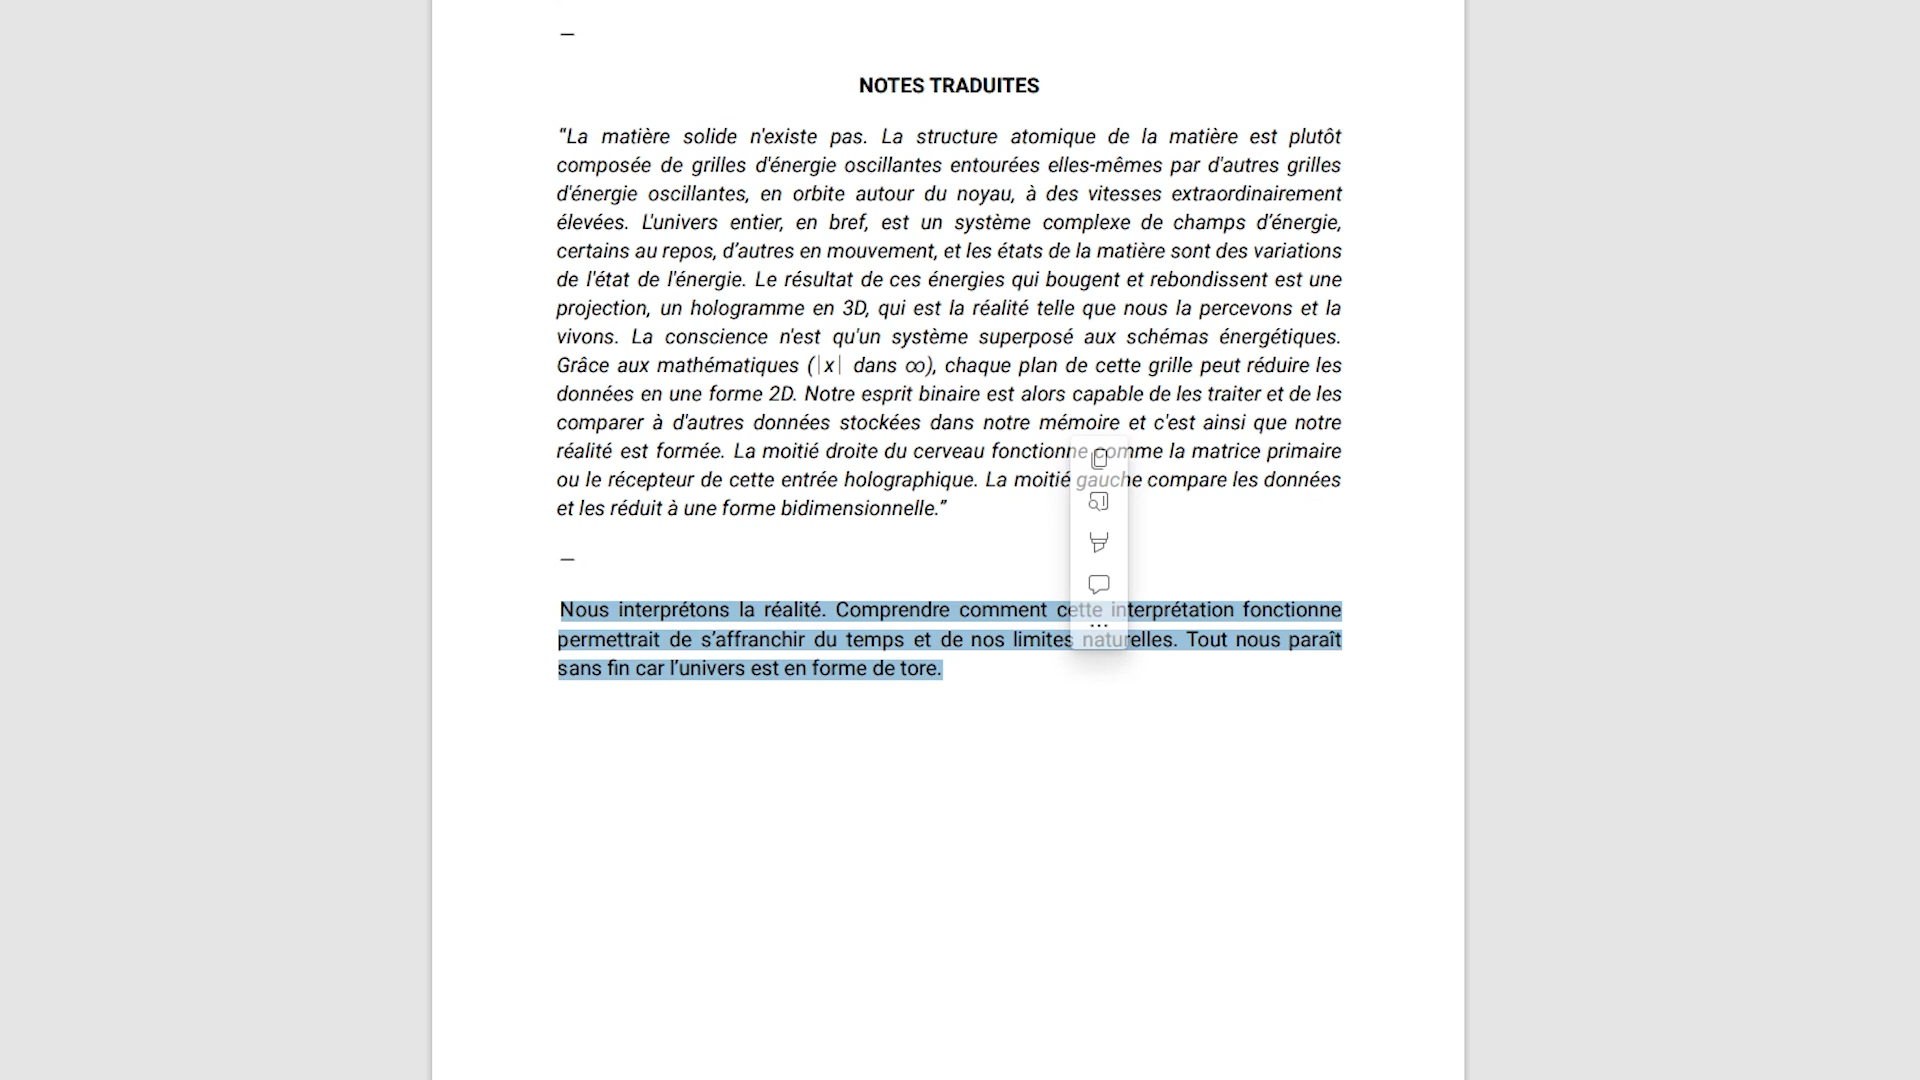 —
NOTES TRADUITES
“La matière solide n'existe pas. La structure atomique de la matière est plutôt
composée de grilles d'énergie oscillantes entourées elles-mêmes par d'autres grilles
d'énergie oscillantes, en orbite autour du noyau, à des vitesses extraordinairement
élevées. L'univers entier, en bref, est un système complexe de champs d’énergie,
certains au repos, d’autres en mouvement, et les états de la matière sont des variations
de l'état de l'énergie. Le résultat de ces énergies qui bougent et rebondissent est une
projection, un hologramme en 3D, qui est la réalité telle que nous la percevons et la
vivons. La conscience n'est qu'un système superposé aux schémas énergétiques.
Grâce aux mathématiques (|x| dans ∞), chaque plan de cette grille peut réduire les
données en une forme 2D. Notre esprit binaire est alors capable de les traiter et de les
comparer à d'autres données stockées dans notre mémoire et c'est ainsi que notre
réalité est formée. La moitié droite du cerveau fonctionne comme la matrice primaire
ou le récepteur de cette entrée holographique. La moitié gauche compare les données
et les réduit à une forme bidimensionnelle.”
—
Nous interprétons la réalité. Comprendre comment cette interprétation fonctionne
permettrait de s’affranchir du temps et de nos limites naturelles. Tout nous paraît
sans fin car l’univers est en forme de tore.